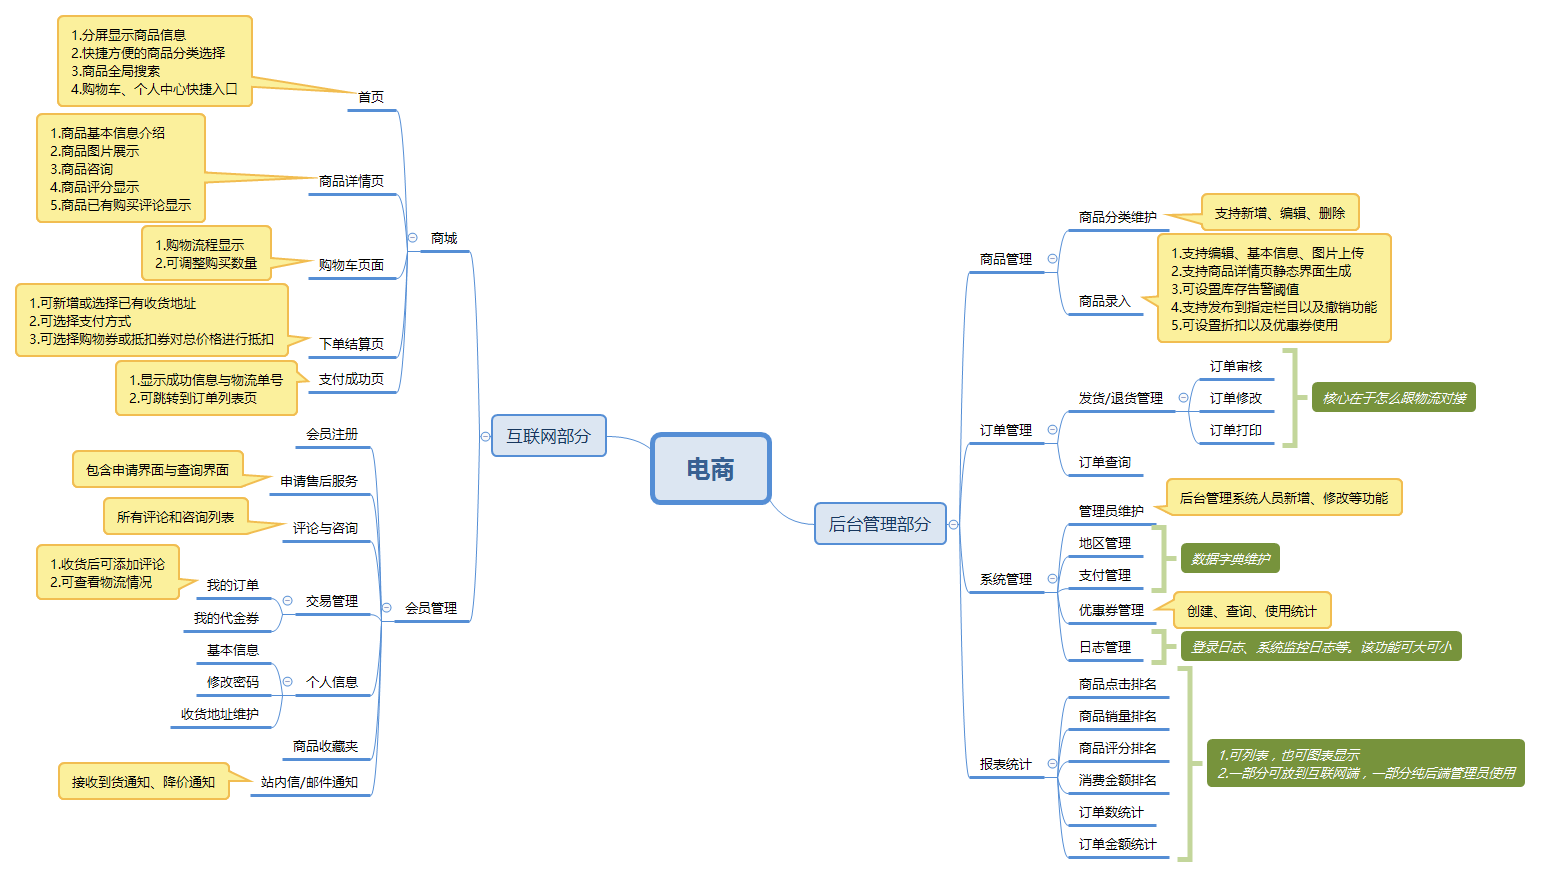 电商
互联网部分
商城
首页
1.分屏显示商品信息
2.快捷方便的商品分类选择
3.商品全局搜索
4.购物车、个人中心快捷入口
商品详情页
1.商品基本信息介绍
2.商品图片展示
3.商品咨询
4.商品评分显示
5.商品已有购买评论显示
购物车页面
1.购物流程显示
2.可调整购买数量
下单结算页
1.可新增或选择已有收货地址
2.可选择支付方式
3.可选择购物券或抵扣券对总价格进行抵扣
支付成功页
1.显示成功信息与物流单号
2.可跳转到订单列表页
会员管理
会员注册
申请售后服务
包含申请界面与查询界面
评论与咨询
所有评论和咨询列表
交易管理
我的订单
1.收货后可添加评论
2.可查看物流情况
我的代金券
个人信息
基本信息
修改密码
收货地址维护
商品收藏夹
站内信/邮件通知
接收到货通知、降价通知
后台管理部分
商品管理
商品分类维护
支持新增、编辑、删除
商品录入
1.支持编辑、基本信息、图片上传
2.支持商品详情页静态界面生成
3.可设置库存告警阈值
4.支持发布到指定栏目以及撤销功能
5.可设置折扣以及优惠券使用
订单管理
发货/退货管理
订单审核
订单修改
订单打印
核心在于怎么跟物流对接
订单查询
系统管理
管理员维护
后台管理系统人员新增、修改等功能
地区管理
支付管理
数据字典维护
优惠券管理
创建、查询、使用统计
日志管理
登录日志、系统监控日志等。该功能可大可小
报表统计
商品点击排名
商品销量排名
商品评分排名
消费金额排名
订单数统计
订单金额统计
1.可列表，也可图表显示
2.一部分可放到互联网端，一部分纯后端管理员使用